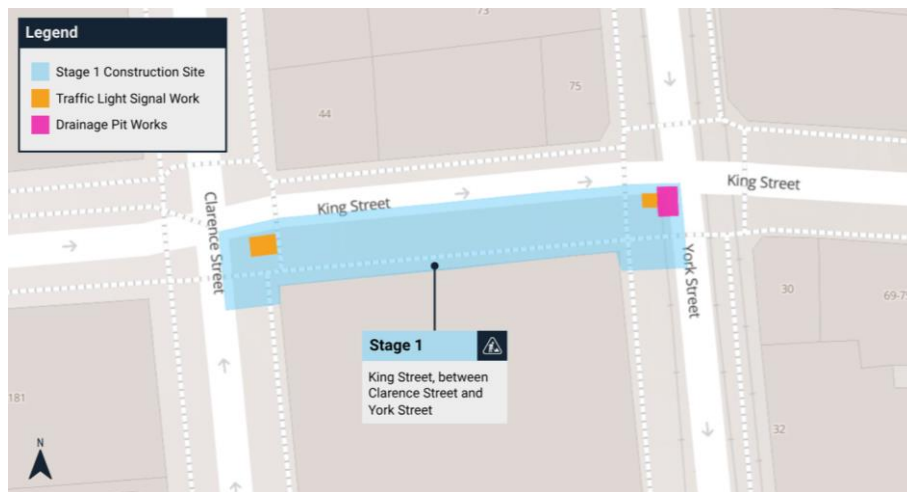 Legend
Stage 1 Construction Site
Traffic Light Signal Work
Drainage Pit Works
73
75
44
King Street
King Street
Clarence Street
York Street
30
69-75
Stage 1
King Street, between
Clarence Street and
York Street
181
32
N